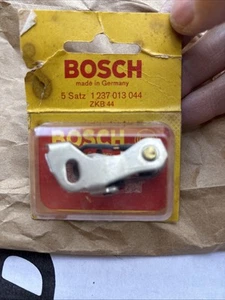 BOSCH
made in Germany
5 Satz 1 237 013 044
ZKB 44
BOSCH